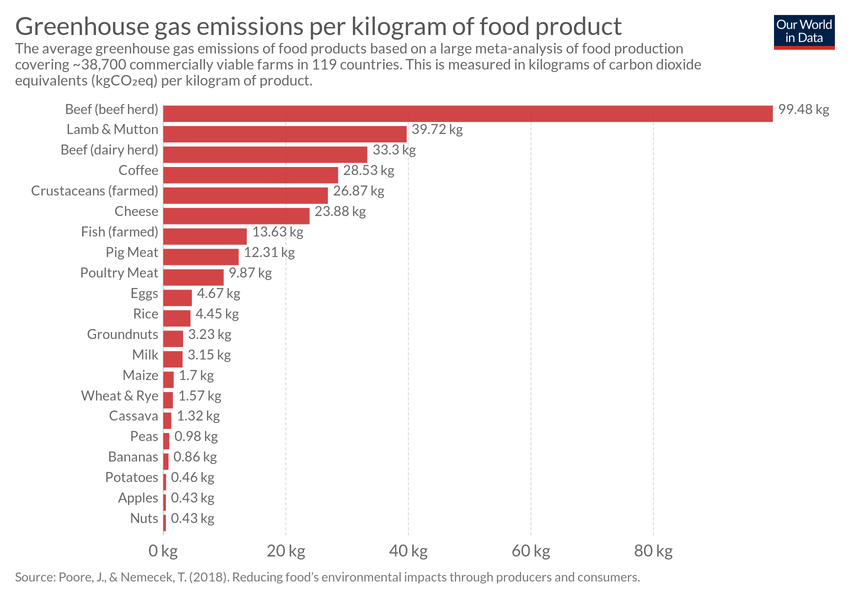 Greenhouse gas emissions per kilogram of food product
Our World
in Data
The average greenhouse gas emissions of food products based on a large meta-analysis of food production
covering ~38,700 commercially viable farms in 119 countries. This is measured in kilograms of carbon dioxide
equivalents (kgCO₂eq) per kilogram of product.
Beef (beef herd) 99.48 kg
Lamb & Mutton 39.72 kg
Beef (dairy herd) 33.3 kg
Coffee 28.53 kg
Crustaceans (farmed) 26.87 kg
Cheese 23.88 kg
Fish (farmed) 13.63 kg
Pig Meat 12.31 kg
Poultry Meat 9.87 kg
Eggs 4.67 kg
Rice 4.45 kg
Groundnuts 3.23 kg
Milk 3.15 kg
Maize 1.7 kg
Wheat & Rye 1.57 kg
Cassava 1.32 kg
Peas 0.98 kg
Bananas 0.86 kg
Potatoes 0.46 kg
Apples 0.43 kg
Nuts 0.43 kg
0 kg 20 kg 40 kg 60 kg 80 kg
Source: Poore, J., & Nemecek, T. (2018). Reducing food's environmental impacts through producers and consumers.